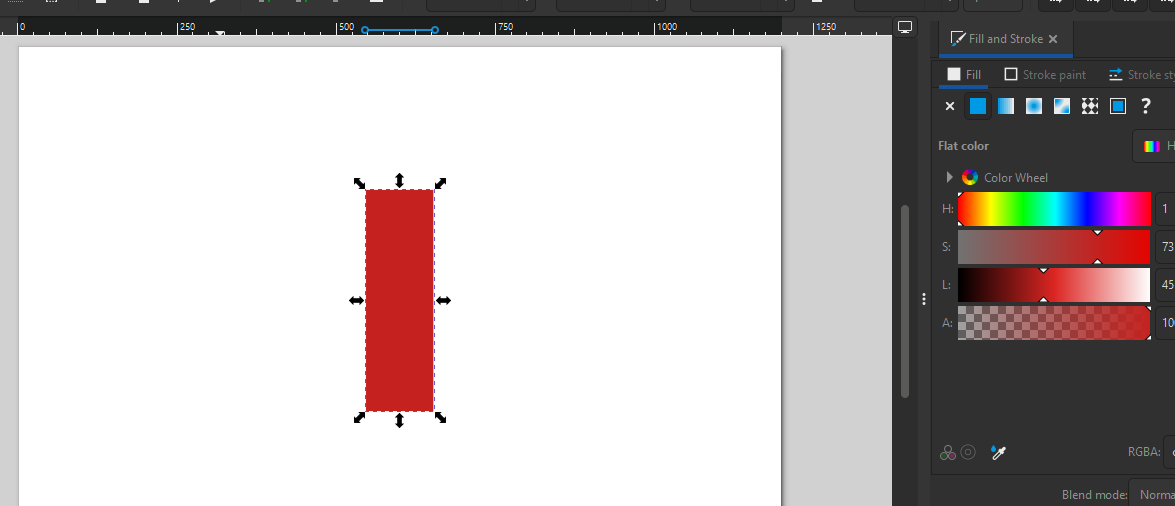 0 250 500 750 1000 1250
Fill and Stroke
Fill Stroke paint Stroke sty
?
Flat color
H
Color Wheel
H: 1
S: 73
L: 45
A: 100
RGBA:
Blend mode: Norma